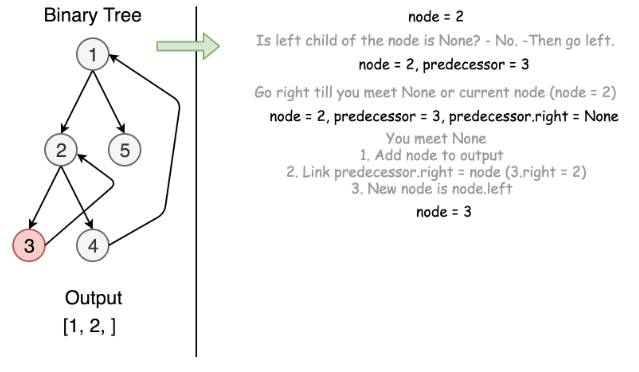 Binary Tree
1
2
5
3
4
Output
[1, 2, ]
node = 2
Is left child of the node is None? - No. -Then go left.
node = 2, predecessor = 3
Go right till you meet None or current node (node = 2)
node = 2, predecessor = 3, predecessor.right = None
You meet None
1. Add node to output
2. Link predecessor.right = node (3.right = 2)
3. New node is node.left
node = 3